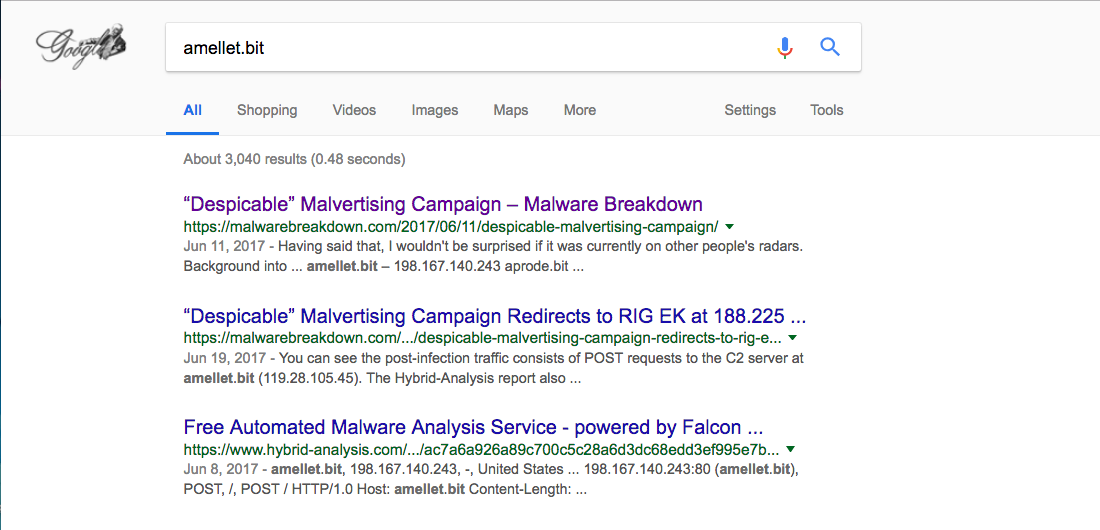 Google
amellet.bit
All Shopping Videos Images Maps More Settings Tools
About 3,040 results (0.48 seconds)
“Despicable” Malvertising Campaign – Malware Breakdown
https://malwarebreakdown.com/2017/06/11/despicable-malvertising-campaign/
Jun 11, 2017 - Having said that, I wouldn't be surprised if it was currently on other people's radars.
Background into ... amellet.bit – 198.167.140.243 aprode.bit ...
“Despicable” Malvertising Campaign Redirects to RIG EK at 188.225 ...
https://malwarebreakdown.com/.../despicable-malvertising-campaign-redirects-to-rig-e...
Jun 19, 2017 - You can see the post-infection traffic consists of POST requests to the C2 server at
amellet.bit (119.28.105.45). The Hybrid-Analysis report also ...
Free Automated Malware Analysis Service - powered by Falcon ...
https://www.hybrid-analysis.com/.../ac7a6a926a89c700c5c28a6d3dc68edd3ef995e7b...
Jun 8, 2017 - amellet.bit, 198.167.140.243, -, United States ... 198.167.140.243:80 (amellet.bit),
POST, /, POST / HTTP/1.0 Host: amellet.bit Content-Length: ...